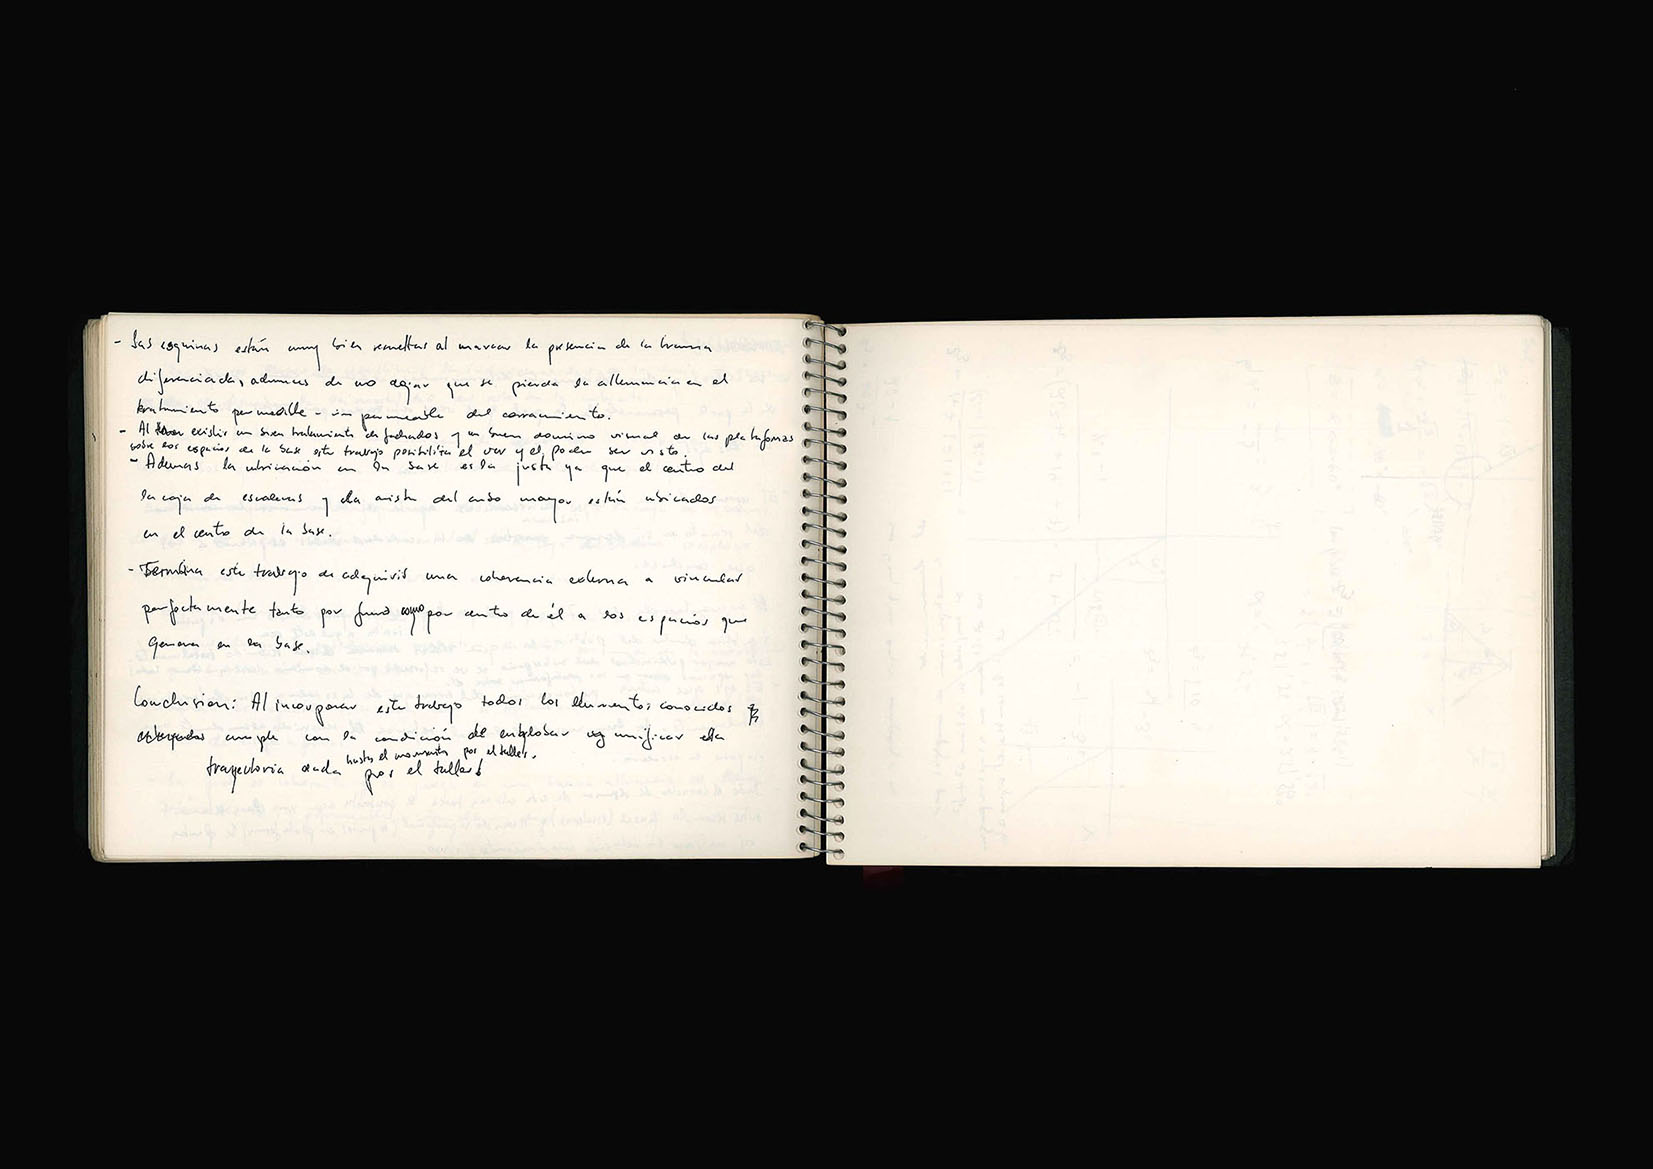 - Las esquinas están muy bien resueltas al marcar la presencia de la trama
diferenciada, además de no dejar que se pierda la alternancia en el
tratamiento permeable - impermeable del cerramiento.
- Al existir un buen tratamiento de fachadas y un buen dominio visual de las plataformas
sobre los espacios de la base este trabajo posibilita el ver y el poder ser visto.
- Además la ubicación en la base es la justa ya que el centro del
la caja de escaleras y la arista del cubo mayor están ubicados
en el centro de la base.
- Termina este trabajo de adquirir una coherencia externa a vincular
perfectamente tanto por fuera como por dentro de él a los espacios que
genera en la base.
Conclusion: Al incorporar este trabajo todos los elementos conocidos
cumple con la condición de englobar y unificar la
hasta el momento por el taller.
trayectoria dada por el taller